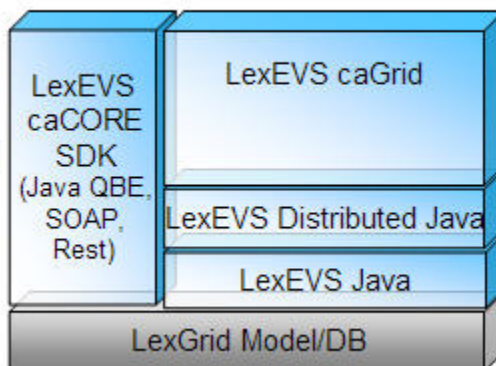 LexEVS
caCORE
SDK
(Java QBE,
SOAP,
Rest)
LexEVS caGrid
LexEVS Distributed Java
LexEVS Java
LexGrid Model/DB